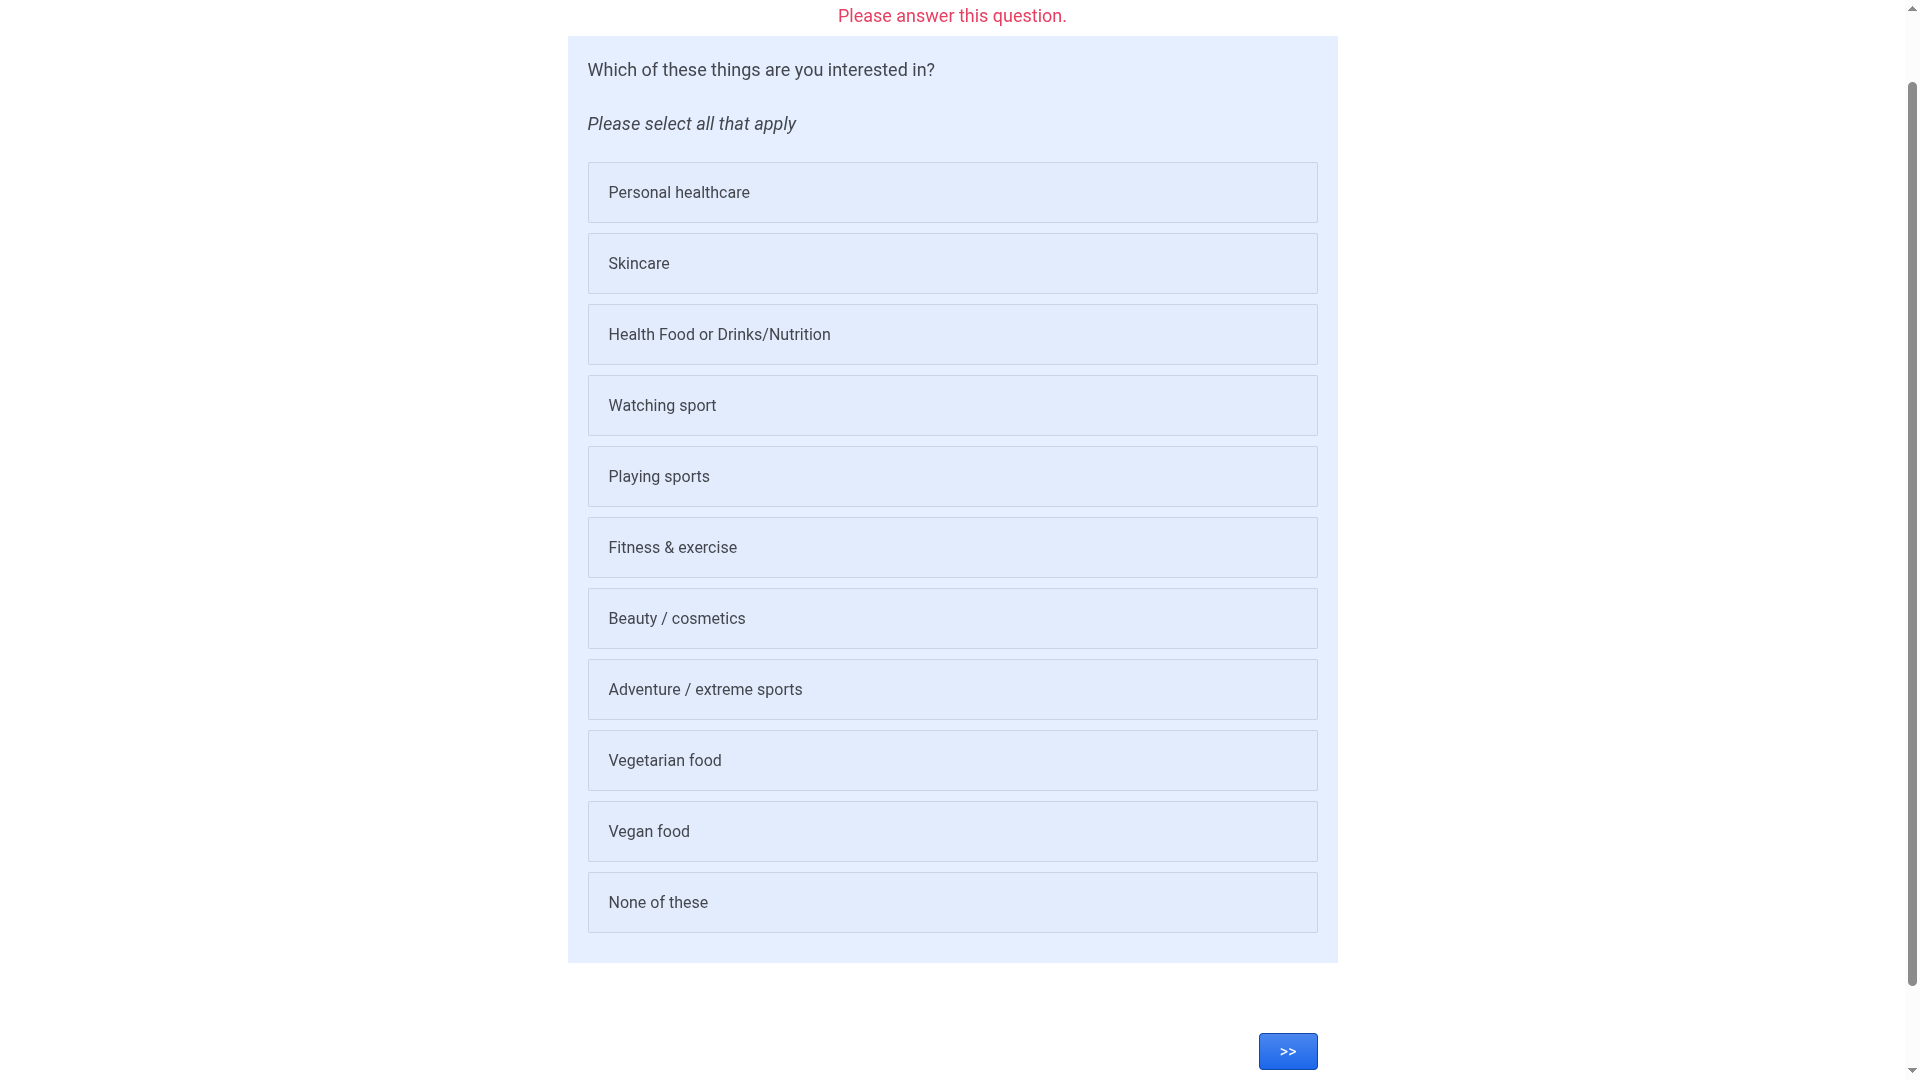 Please answer this question.
Which of these things are you interested in?
Please select all that apply
Personal healthcare
Skincare
Health Food or Drinks/Nutrition
Watching sport
Playing sports
Fitness & exercise
Beauty / cosmetics
Adventure / extreme sports
Vegetarian food
Vegan food
None of these
>>